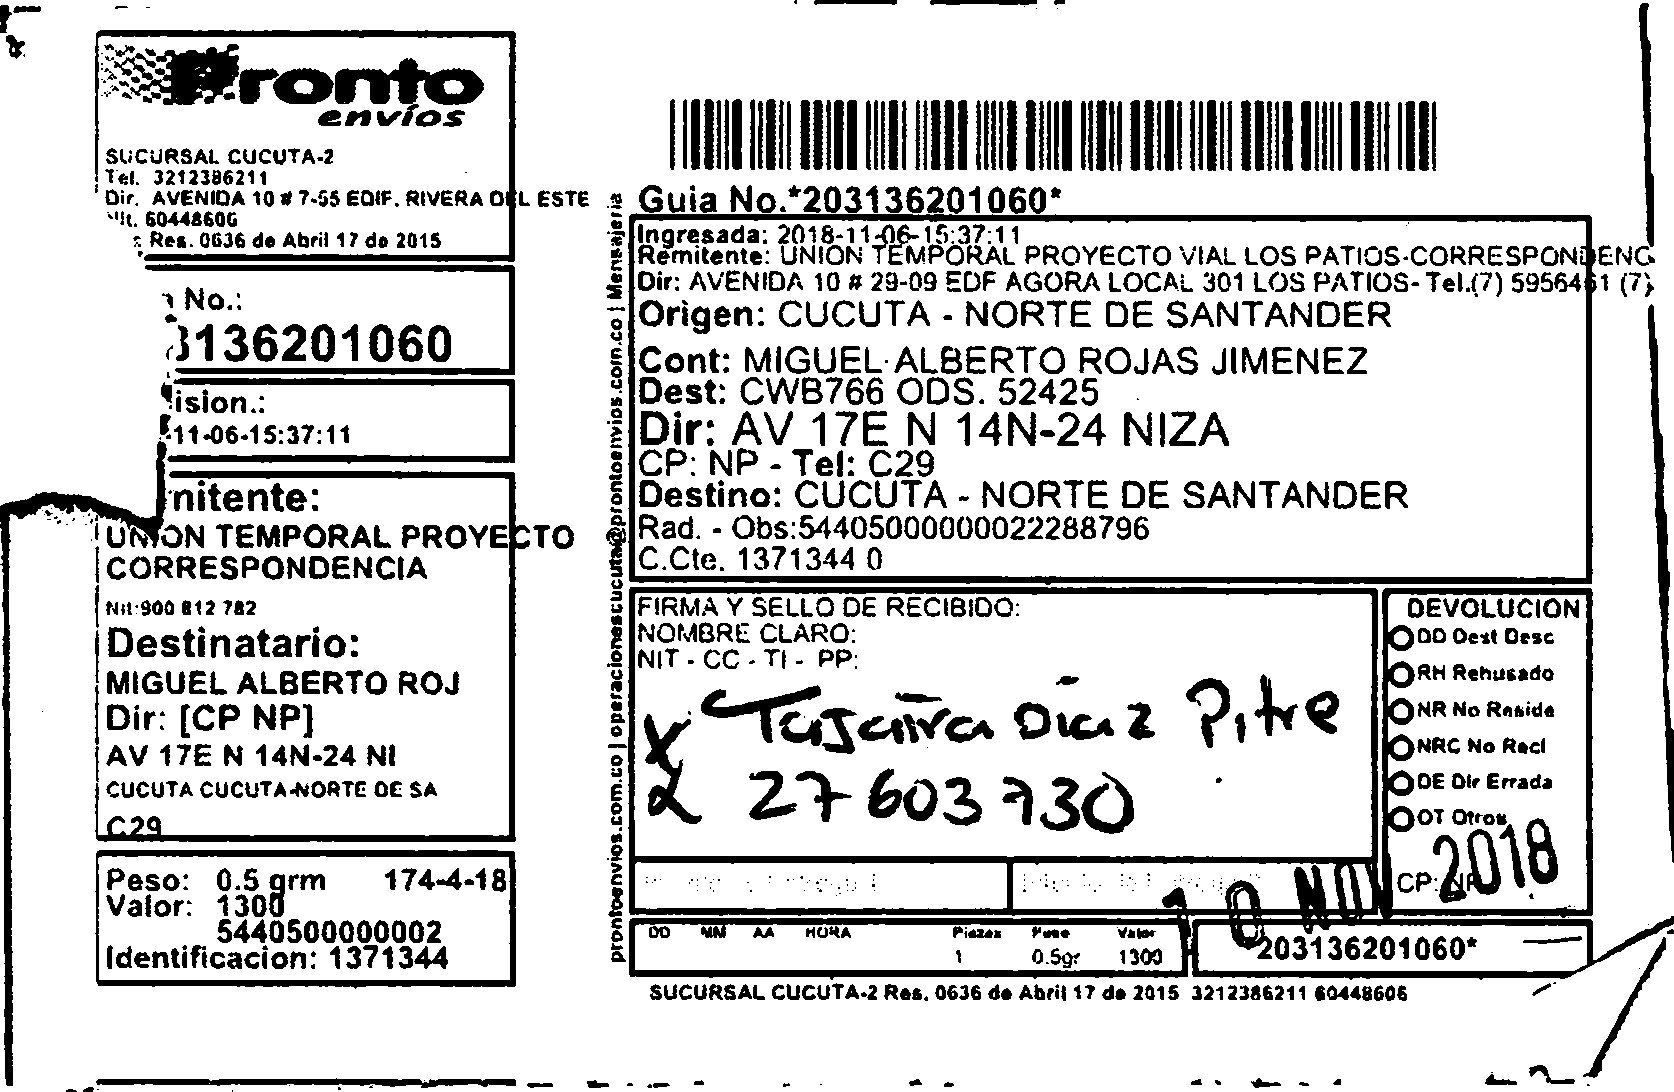 Pronto
envíos
SUCURSAL CUCUTA-2
Tel. 3212386211
Dir. AVENIDA 10 # 7-55 EDIF. RIVERA DEL ESTE
Nit. 60448606
: Res. 0636 de Abril 17 de 2015
No.:
3136201060
ision.:
-11-06-15:37:11
nitente:
UNION TEMPORAL PROYECTO
CORRESPONDENCIA
Nit:900 812 782
Destinatario:
MIGUEL ALBERTO ROJ
Dir: [CP NP]
AV 17E N 14N-24 NI
CUCUTA CUCUTA-NORTE DE SA
C29
Peso: 0.5 grm 174-4-18
Valor: 1300
5440500000002
Identificacion: 1371344
prontoenvios.com.co | operacionescucuta@prontoenvios.com.co | Mensajeria
Guia No.*203136201060*
Ingresada: 2018-11-06-15:37:11
Remitente: UNION TEMPORAL PROYECTO VIAL LOS PATIOS-CORRESPONDENC
Dir: AVENIDA 10 # 29-09 EDF AGORA LOCAL 301 LOS PATIOS- Tel.(7) 5956461 (7)
Origen: CUCUTA - NORTE DE SANTANDER
Cont: MIGUEL ALBERTO ROJAS JIMENEZ
Dest: CWB766 ODS. 52425
Dir: AV 17E N 14N-24 NIZA
CP: NP - Tel: C29
Destino: CUCUTA - NORTE DE SANTANDER
Rad. - Obs:54405000000022288796
C.Cte. 1371344 0
FIRMA Y SELLO DE RECIBIDO:
NOMBRE CLARO:
NIT - CC - TI - PP:
Diaz Pitre
27603730
DEVOLUCION
DD Dest Desc
RH Rehusado
NR No Reside
NRC No Recl
DE Dir Errada
OT Otros
CP: NP
10 NOV 2018
DD MM AA HORA Piezas Peso Valor
1 0.5gr 1300
*203136201060*
SUCURSAL CUCUTA-2 Res. 0636 de Abril 17 de 2015 3212386211 60448606